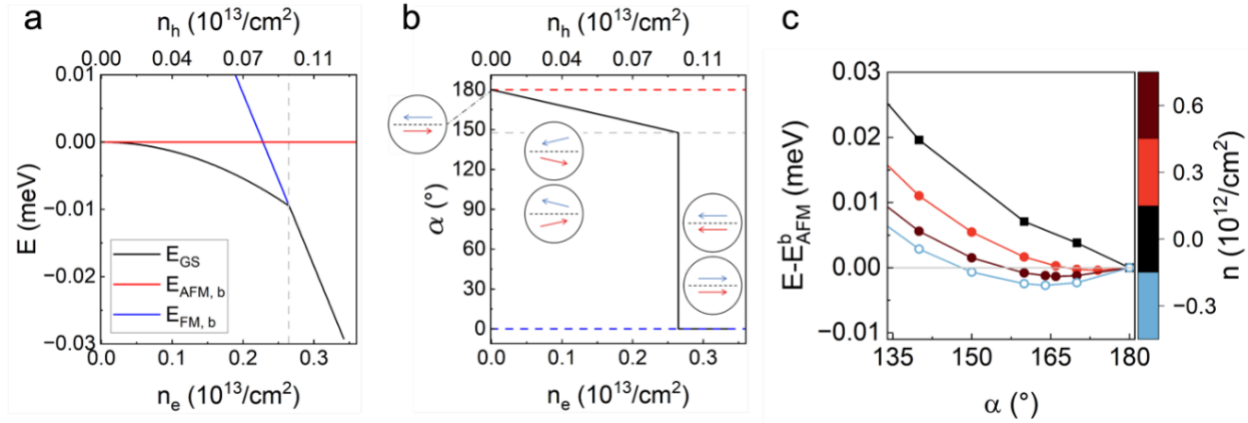 a
n_h (10^13/cm^2)
0.00 0.04 0.07 0.11
0.01
0.00
−0.01
−0.02
−0.03
E (meV)
E_GS
E_AFM, b
E_FM, b
0.0 0.1 0.2 0.3
n_e (10^13/cm^2)
b
n_h (10^13/cm^2)
0.00 0.04 0.07 0.11
180
150
120
90
60
30
0
α (°)
0.0 0.1 0.2 0.3
n_e (10^13/cm^2)
c
0.03
0.02
0.01
0.00
−0.01
E-E^b_AFM (meV)
135 150 165 180
α (°)
0.6
0.3
0.0
−0.3
n (10^12/cm^2)